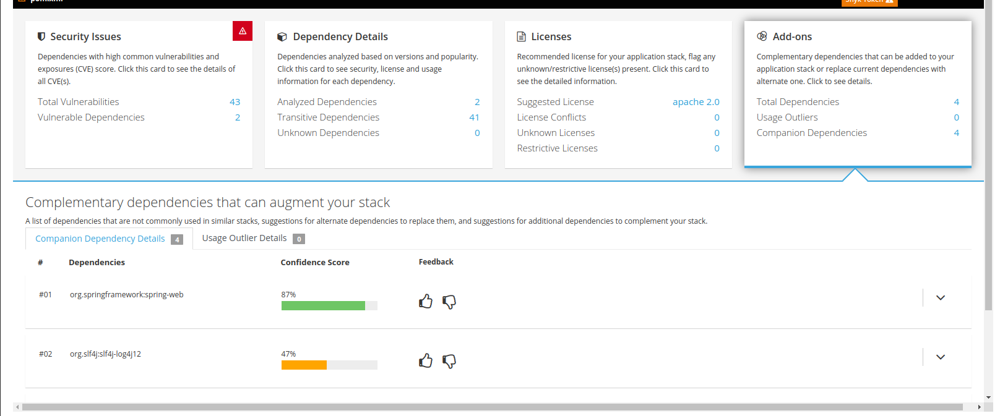 pom.xml
Snyk Token
Security Issues
Dependencies with high common vulnerabilities and
exposures (CVE) score. Click this card to see the details of
all CVE(s).
Total Vulnerabilities 43
Vulnerable Dependencies 2
Dependency Details
Dependencies analyzed based on versions and popularity.
Click this card to see security, license and usage
information for each dependency.
Analyzed Dependencies 2
Transitive Dependencies 41
Unknown Dependencies 0
Licenses
Recommended license for your application stack, flag any
unknown/restrictive license(s) present. Click this card to
see the detailed information.
Suggested License apache 2.0
License Conflicts 0
Unknown Licenses 0
Restrictive Licenses 0
Add-ons
Complementary dependencies that can be added to your
application stack or replace current dependencies with
alternate one. Click to see details.
Total Dependencies 4
Usage Outliers 0
Companion Dependencies 4
Complementary dependencies that can augment your stack
A list of dependencies that are not commonly used in similar stacks, suggestions for alternate dependencies to replace them, and suggestions for additional dependencies to complement your stack.
Companion Dependency Details 4 Usage Outlier Details 0
# Dependencies Confidence Score Feedback
#01 org.springframework:spring-web 87%
#02 org.slf4j:slf4j-log4j12 47%